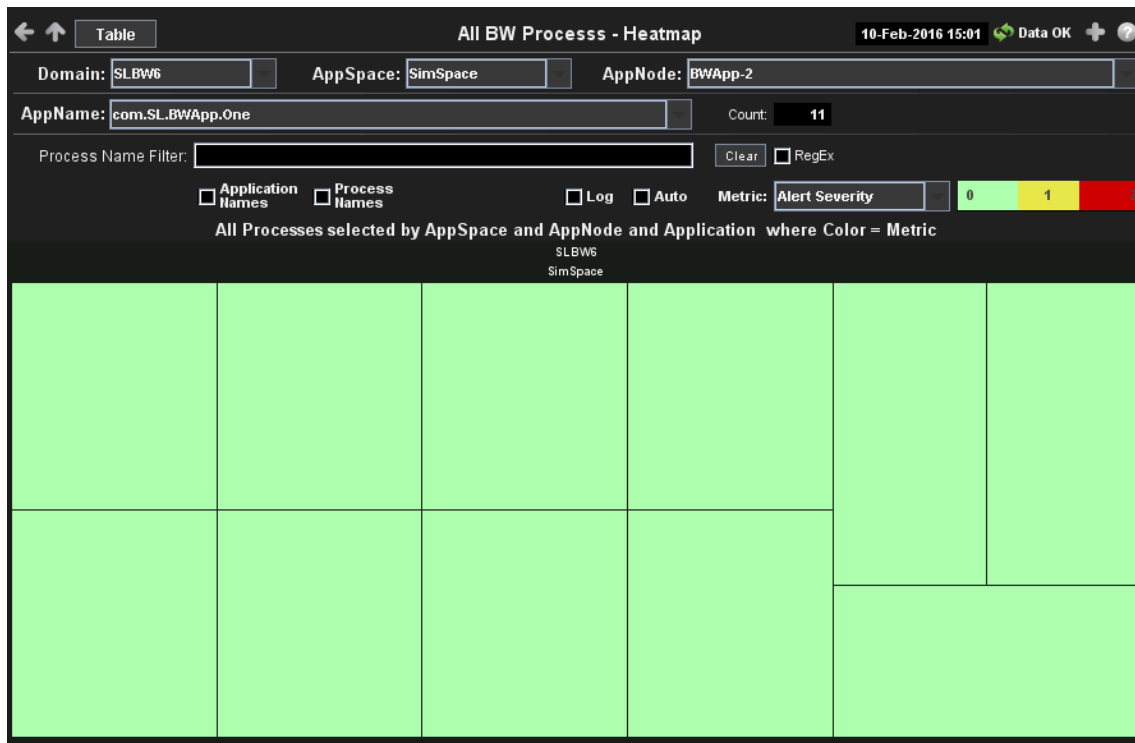 Table All BW Processs - Heatmap 10-Feb-2016 15:01 Data OK ?
Domain: SLBW6 AppSpace: SimSpace AppNode: BWApp-2
AppName: com.SL.BWApp.One Count: 11
Process Name Filter: Clear RegEx
Application Names Process Names Log Auto Metric: Alert Severity 0 1 2
All Processes selected by AppSpace and AppNode and Application where Color = Metric
SLBW6
SimSpace